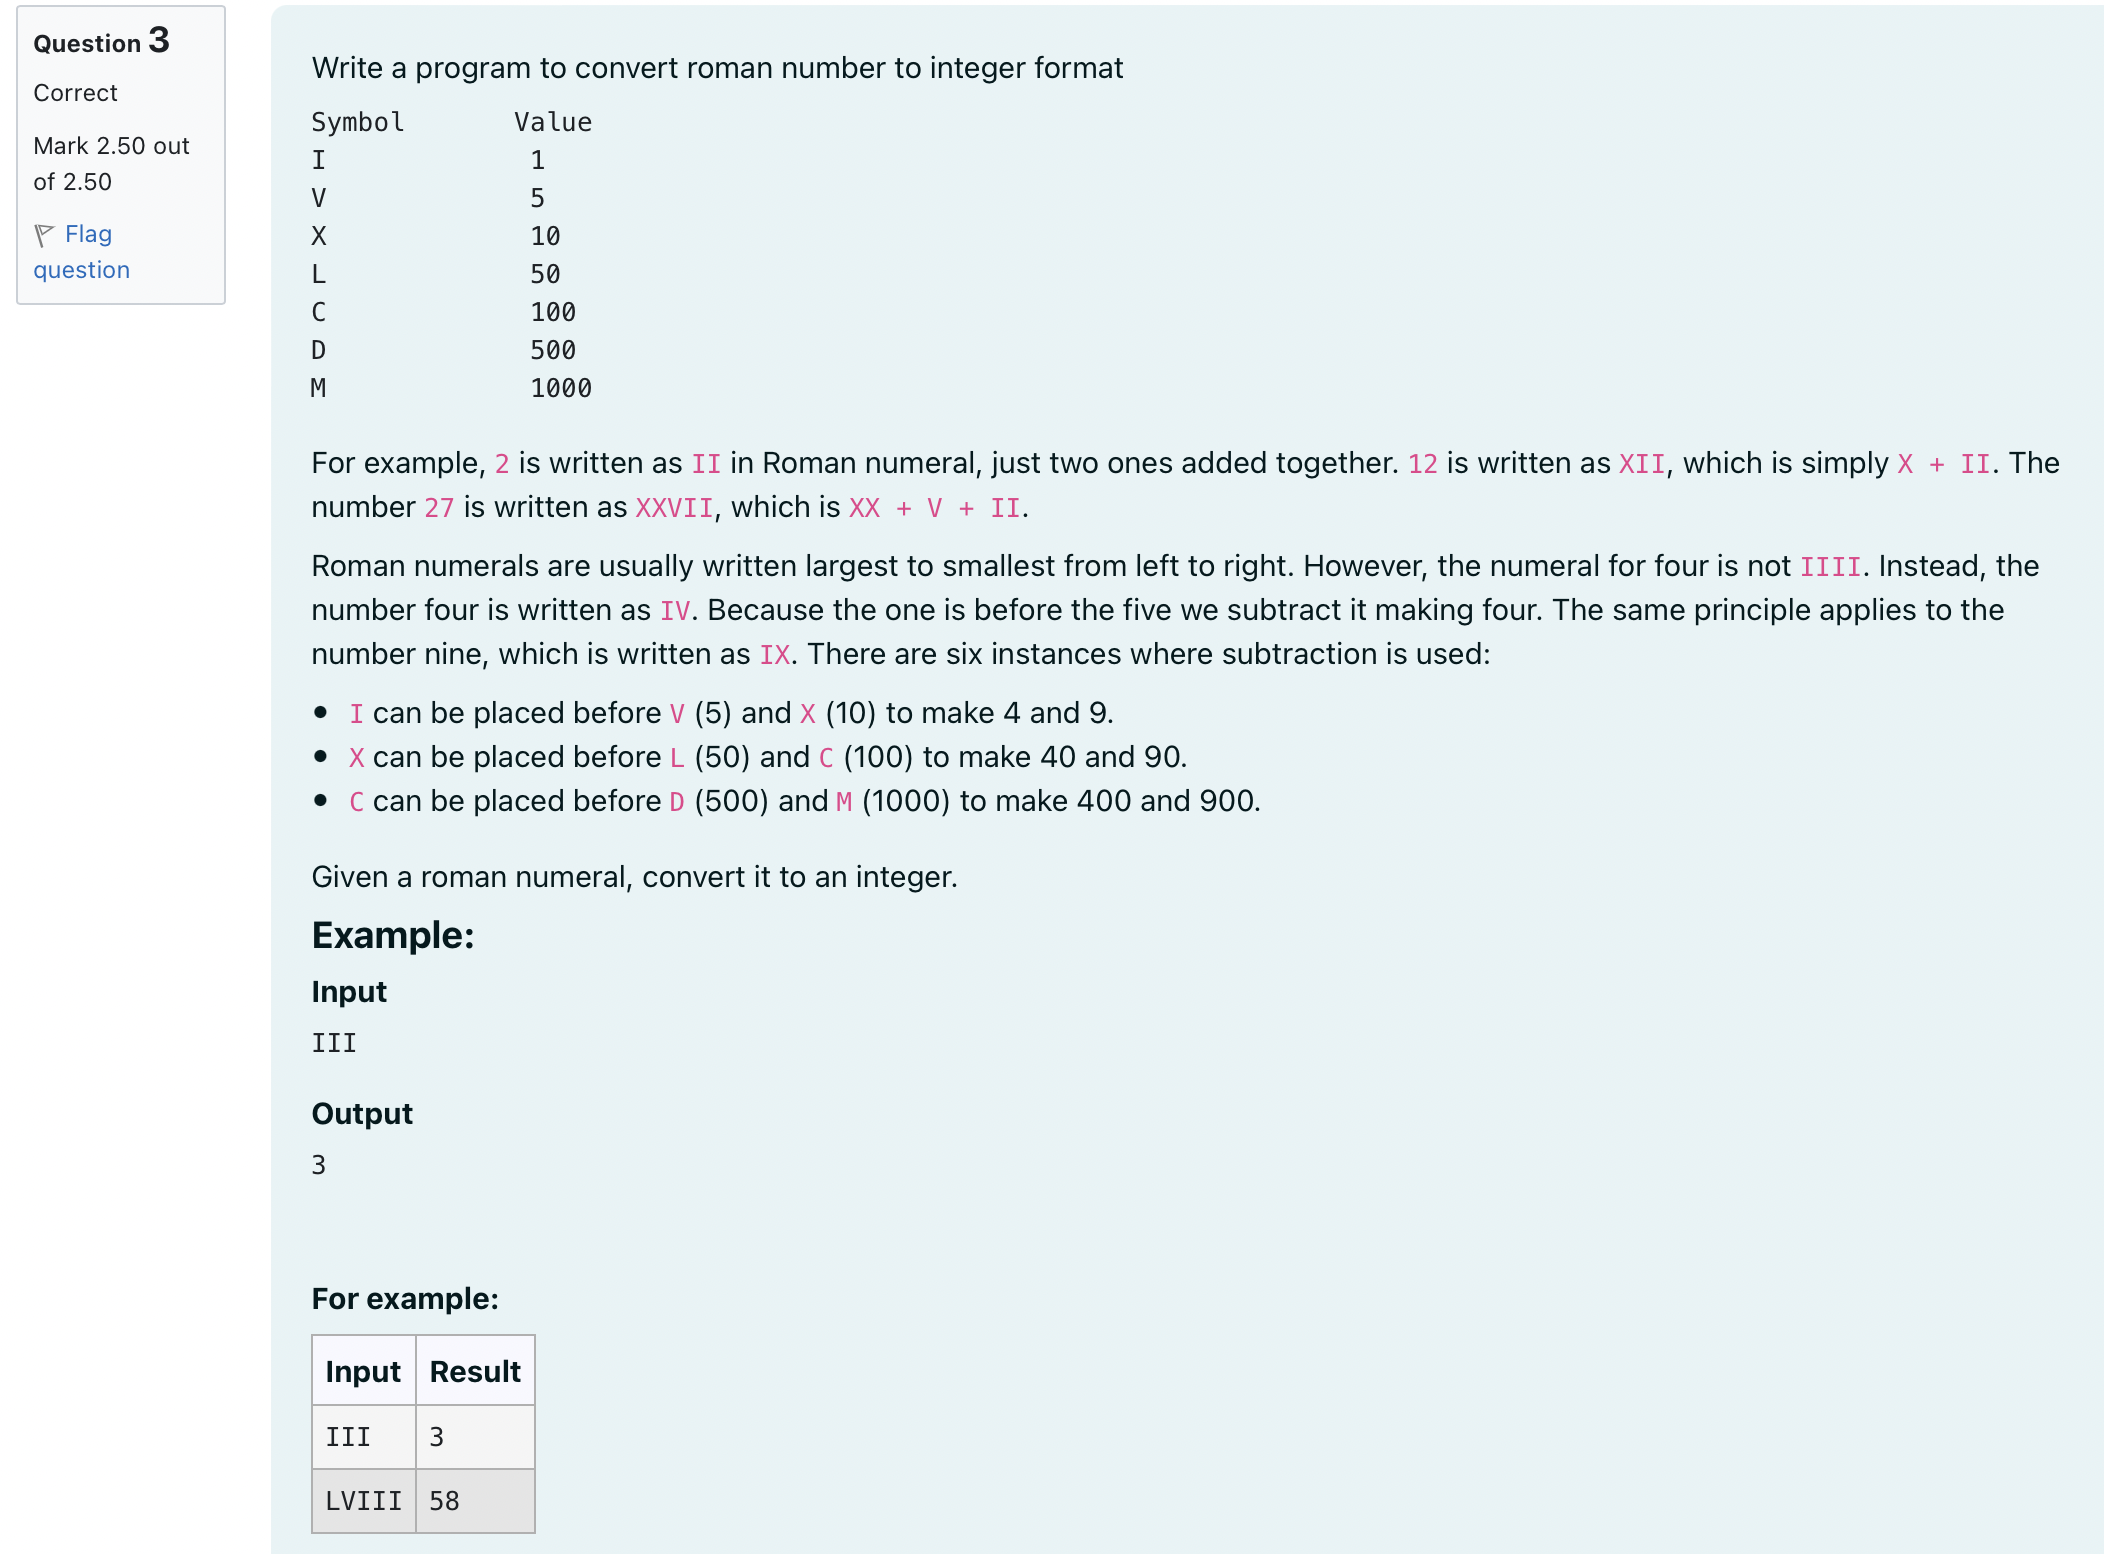 Question 3
Correct
Mark 2.50 out
of 2.50
Flag
question
Write a program to convert roman number to integer format
Symbol Value
I 1
V 5
X 10
L 50
C 100
D 500
M 1000
For example, 2 is written as II in Roman numeral, just two ones added together. 12 is written as XII, which is simply X + II. The
number 27 is written as XXVII, which is XX + V + II.
Roman numerals are usually written largest to smallest from left to right. However, the numeral for four is not IIII. Instead, the
number four is written as IV. Because the one is before the five we subtract it making four. The same principle applies to the
number nine, which is written as IX. There are six instances where subtraction is used:
• I can be placed before V (5) and X (10) to make 4 and 9.
• X can be placed before L (50) and C (100) to make 40 and 90.
• C can be placed before D (500) and M (1000) to make 400 and 900.
Given a roman numeral, convert it to an integer.
Example:
Input
III
Output
3
For example:
Input Result
III 3
LVIII 58